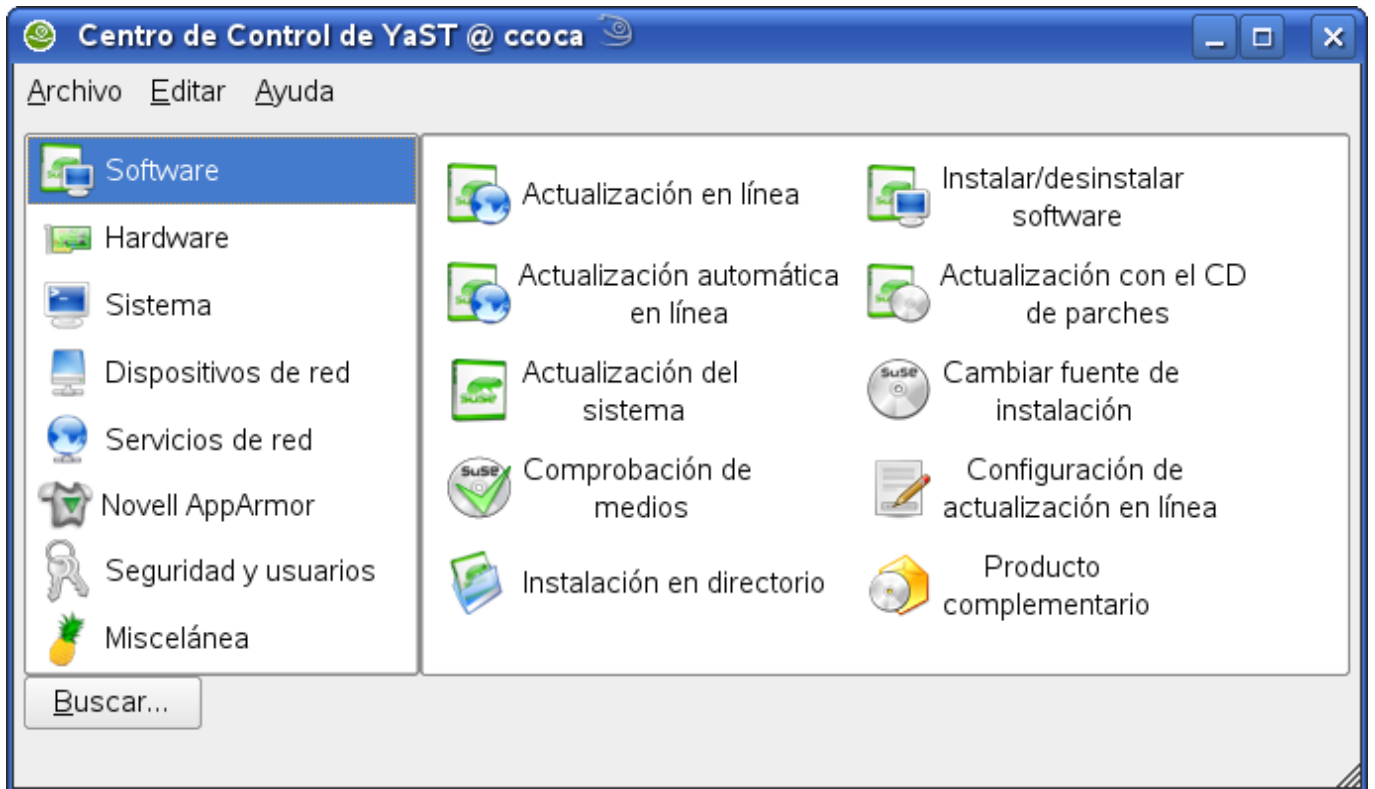 Centro de Control de YaST @ ccoca
Archivo Editar Ayuda
Software
Hardware
Sistema
Dispositivos de red
Servicios de red
Novell AppArmor
Seguridad y usuarios
Miscelánea
Actualización en línea
Instalar/desinstalar
software
Actualización automática
en línea
Actualización con el CD
de parches
Actualización del
sistema
suse
Cambiar fuente de
instalación
suse
Comprobación de
medios
Configuración de
actualización en línea
Instalación en directorio
Producto
complementario
Buscar...